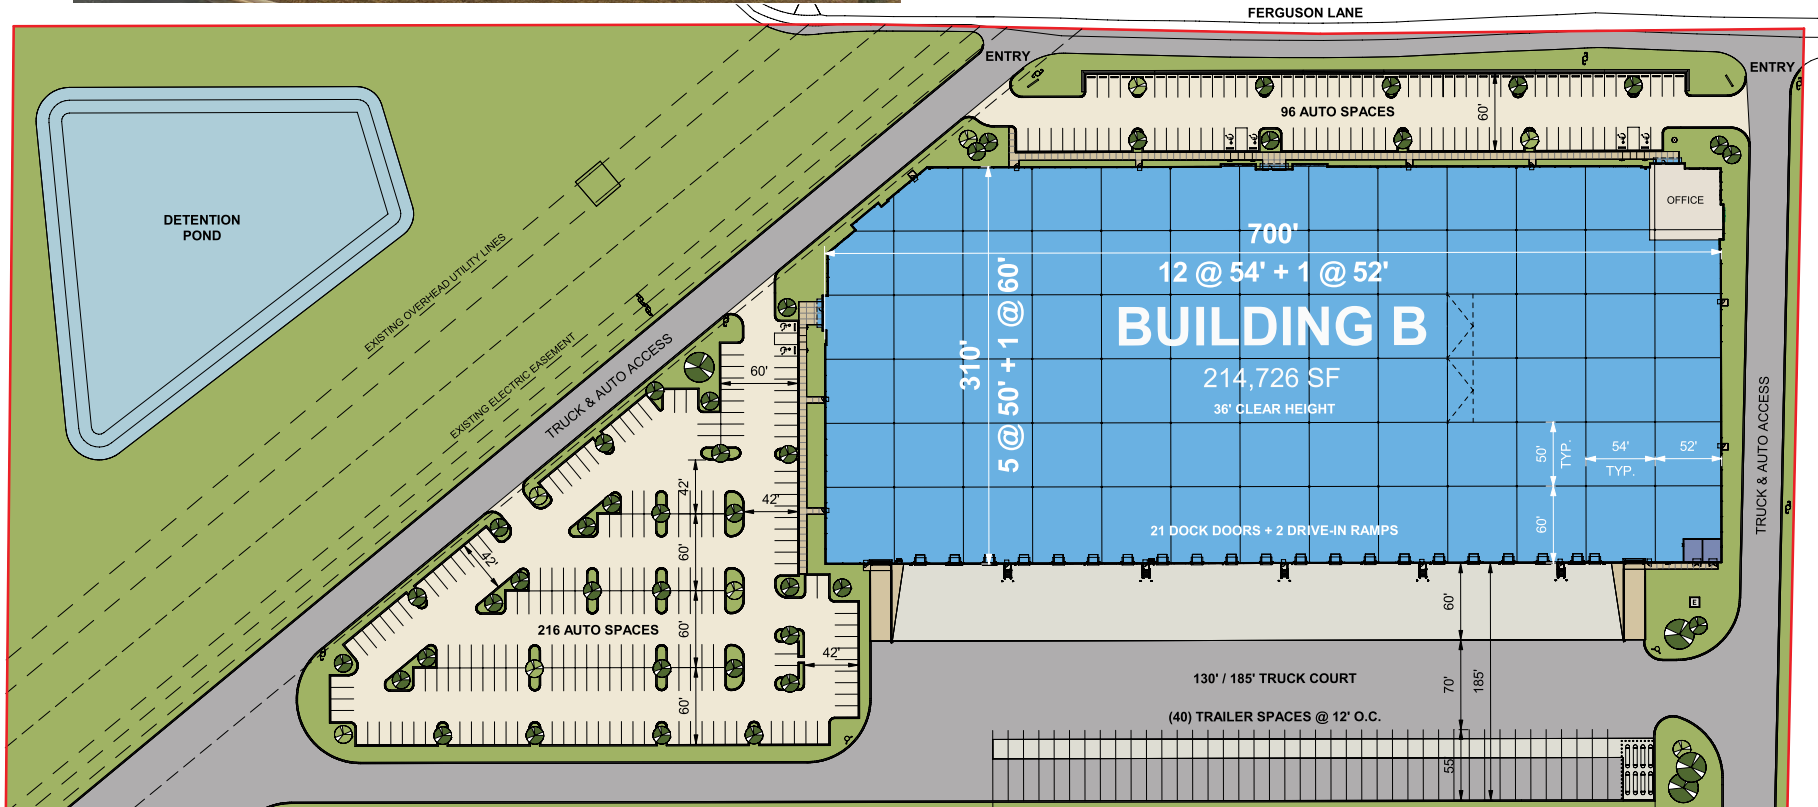 FERGUSON LANE
ENTRY
ENTRY
96 AUTO SPACES
60'
DETENTION
POND
OFFICE
EXISTING OVERHEAD UTILITY LINES
EXISTING ELECTRIC EASEMENT
TRUCK & AUTO ACCESS
700'
12 @ 54' + 1 @ 52'
310'
5 @ 50' + 1 @ 60'
BUILDING B
214,726 SF
36' CLEAR HEIGHT
50'
TYP.
54'
TYP.
52'
60'
21 DOCK DOORS + 2 DRIVE-IN RAMPS
TRUCK & AUTO ACCESS
60'
42'
42'
42'
60'
60'
216 AUTO SPACES
42'
60'
E
60'
70'
185'
130' / 185' TRUCK COURT
(40) TRAILER SPACES @ 12' O.C.
55'